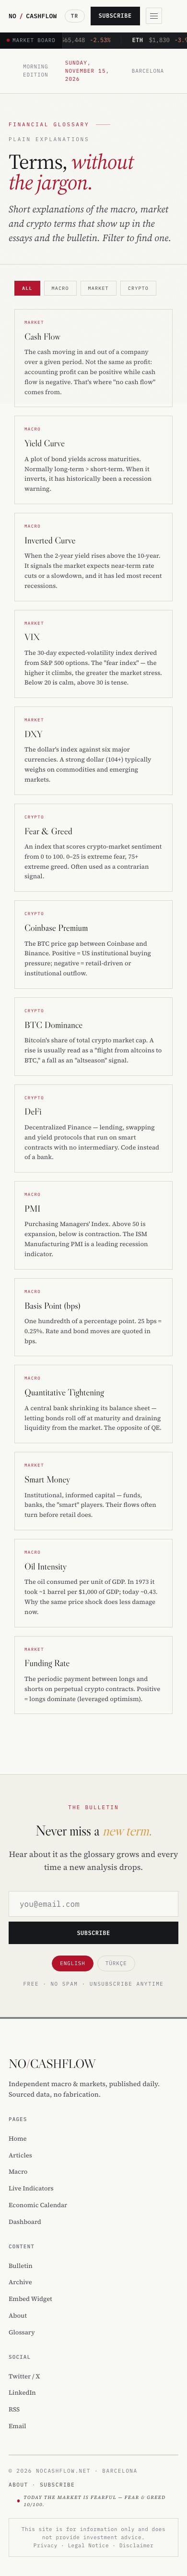 NO / CASHFLOW
TR
SUBSCRIBE
MARKET BOARD
65,448 -2.53%
ETH $1,830
MORNING EDITION
SUNDAY, NOVEMBER 15, 2026
BARCELONA
FINANCIAL GLOSSARY
PLAIN EXPLANATIONS
Terms, without
the jargon.
Short explanations of macro, market,
and crypto terms that show up in the
essays and the bulletin. Filter to find one.
ALL
MACRO
MARKET
CRYPTO
MARKET
Cash Flow
The cash moving in and out of a company
over a given period. Not the same as profit:
accounting profit can be positive while cash
flow is negative. That's where "no cash flow"
comes from.
MACRO
Yield Curve
A plot of bond yields across maturities.
Normally long-term > short-term. When it
inverts, it has historically been a recession
warning.
MACRO
Inverted Curve
When the 2-year yield rises above the 10-year.
It signals the market expects near-term rate
cuts or a slowdown, and it has led most recent
recessions.
MARKET
VIX
The 30-day expected-volatility index derived
from S&P 500 options. The "fear index" — the
higher it climbs, the greater the market stress.
Below 20 is calm, above 30 is tense.
MARKET
DXY
The dollar's index against six major
currencies. A strong dollar (104+) typically
weighs on commodities and emerging
markets.
CRYPTO
Fear & Greed
An index that scores crypto-market sentiment
from 0 to 100. 0–25 is extreme fear, 75+
extreme greed. Often used as a contrarian
signal.
CRYPTO
Coinbase Premium
The BTC price gap between Coinbase and
Binance. Positive = US institutional buying
pressure; negative = retail-driven or
institutional outflow.
CRYPTO
BTC Dominance
Bitcoin's share of total crypto market cap. A
rise is usually read as a "flight from altcoins to
BTC," a fall as an "altseason" signal.
CRYPTO
DeFi
Decentralized Finance — lending, swapping
and yield protocols that run on smart
contracts with no intermediary. Code instead
of a bank.
MACRO
PMI
Purchasing Managers' Index. Above 50 is
expansion, below is contraction. The ISM
Manufacturing PMI is a leading recession
indicator.
MACRO
Basis Point (bps)
One hundredth of a percentage point. 25 bps =
0.25%. Rate and bond moves are quoted in
bps.
MACRO
Quantitative Tightening
A central bank shrinking its balance sheet —
letting bonds roll off at maturity and draining
liquidity from the market. The opposite of QE.
MARKET
Smart Money
Institutional, informed capital — funds,
banks, the "smart" players. Their flows often
turn before retail does.
MACRO
Oil Intensity
The oil consumed per unit of GDP. In 1973 it
took ~1 barrel per $1,000 of GDP; today ~0.43.
Why the same price shock does less damage
now.
MARKET
Funding Rate
The periodic payment between longs and
shorts on perpetual crypto contracts. Positive
= longs dominate (leveraged optimism).
THE BULLETIN
Never miss a new term.
Hear about it as the glossary grows and every
time a new analysis drops.
you@email.com
SUBSCRIBE
ENGLISH
TÜRKÇE
FREE · NO SPAM · UNSUBSCRIBE ANYTIME
NO/CASHFLOW
Independent macro & markets, published daily.
Sourced data, no fabrication.
PAGES
Home
Articles
Macro
Live Indicators
Economic Calendar
Dashboard
CONTENT
Bulletin
Archive
Embed Widget
About
Glossary
SOCIAL
Twitter / X
LinkedIn
RSS
Email
© 2026 NOCASHFLOW.NET · BARCELONA
ABOUT · SUBSCRIBE
TODAY THE MARKET IS FEARFUL — FEAR & GREED
16/100.
This site is for information only and does
not provide investment advice.
Privacy · Legal Notice · Disclaimer